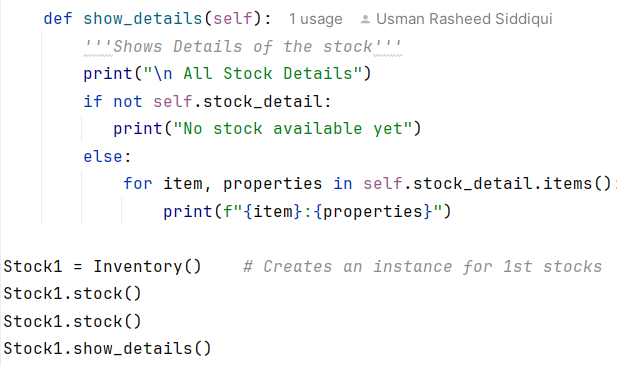 def show_details(self): 1 usage Usman Rasheed Siddiqui
'''Shows Details of the stock'''
print("\n All Stock Details")
if not self.stock_detail:
print("No stock available yet")
else:
for item, properties in self.stock_detail.items():
print(f"{item}:{properties}")
Stock1 = Inventory() # Creates an instance for 1st stocks
Stock1.stock()
Stock1.stock()
Stock1.show_details()